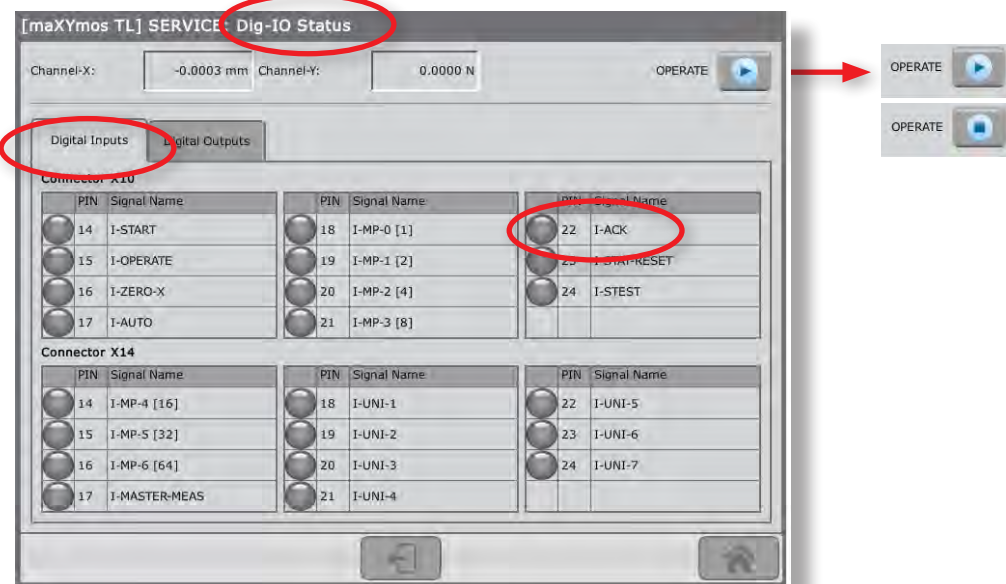 [maXYmos TL] SERVICE: Dig-IO Status
Channel-X: -0.0003 mm Channel-Y: 0.0000 N OPERATE
OPERATE
OPERATE
Digital Inputs Digital Outputs
Connector X10
PIN Signal Name PIN Signal Name PIN Signal Name
14 I-START 18 I-MP-0 [1] 22 I-ACK
15 I-OPERATE 19 I-MP-1 [2] 23 I-STAT-RESET
16 I-ZERO-X 20 I-MP-2 [4] 24 I-STEST
17 I-AUTO 21 I-MP-3 [8]
Connector X14
PIN Signal Name PIN Signal Name PIN Signal Name
14 I-MP-4 [16] 18 I-UNI-1 22 I-UNI-5
15 I-MP-5 [32] 19 I-UNI-2 23 I-UNI-6
16 I-MP-6 [64] 20 I-UNI-3 24 I-UNI-7
17 I-MASTER-MEAS 21 I-UNI-4